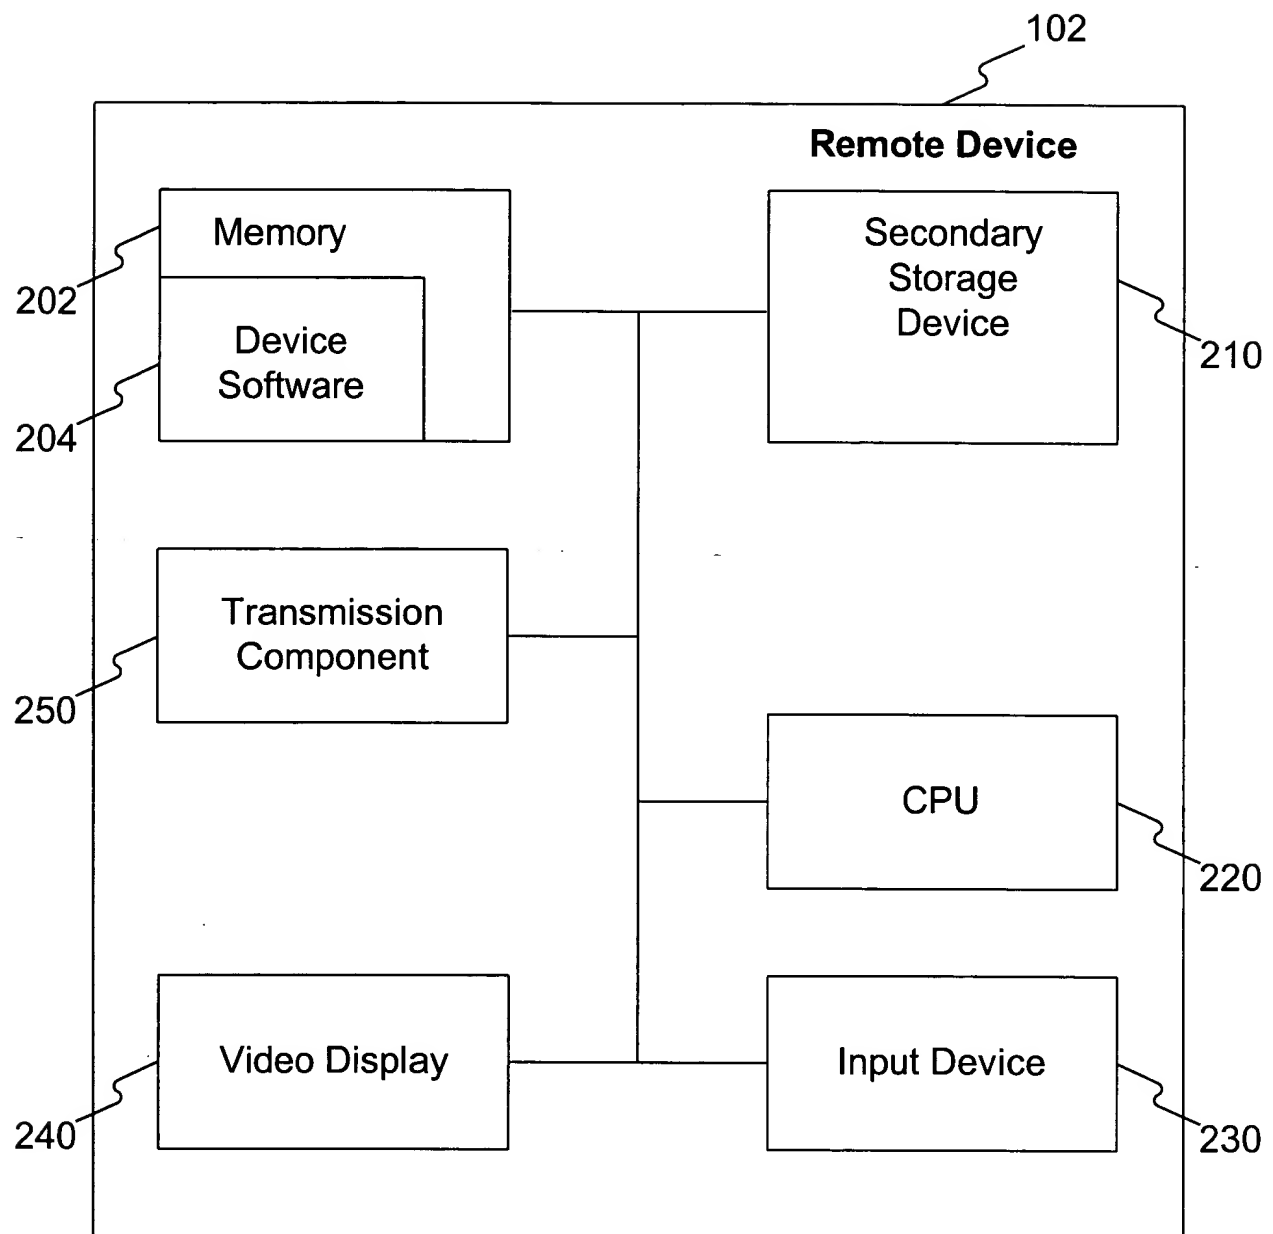 102
Remote Device
Memory
Secondary
Storage
Device
202
Device
Software
210
204
Transmission
Component
250
CPU
220
Video Display
Input Device
240
230